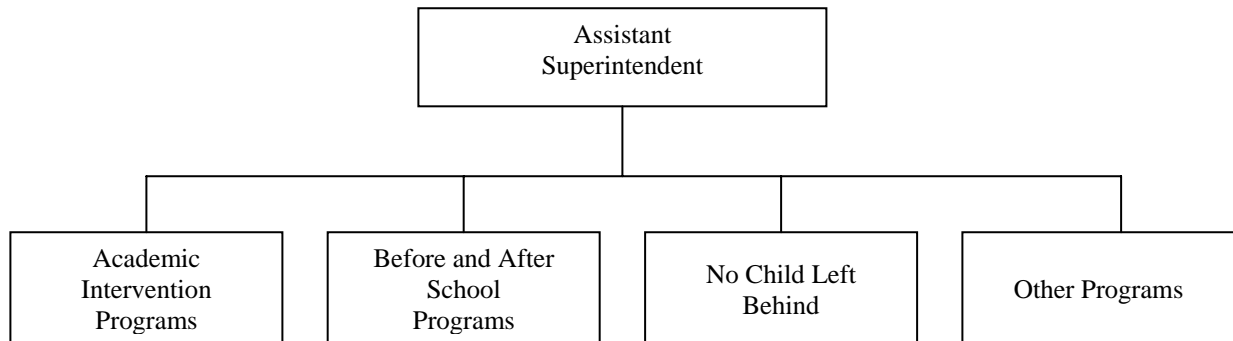 Assistant
Superintendent
Academic
Intervention
Programs
Before and After
School
Programs
No Child Left
Behind
Other Programs